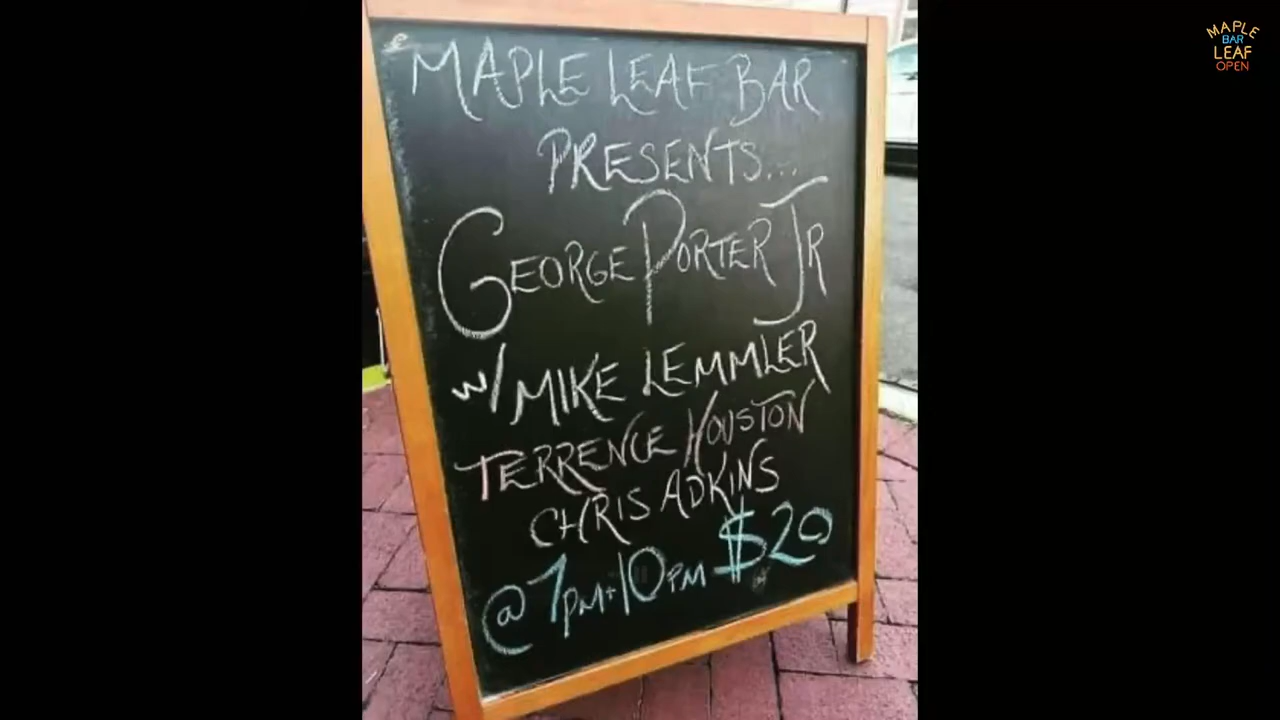 MAPLE LEAF BAR
PRESENTS...
GEORGE PORTER JR
W/ MIKE LEMMLER
TERRENCE HOUSTON
CHRIS ADKINS
@ 7PM + 10PM $20
MAPLE
BAR
LEAF
OPEN